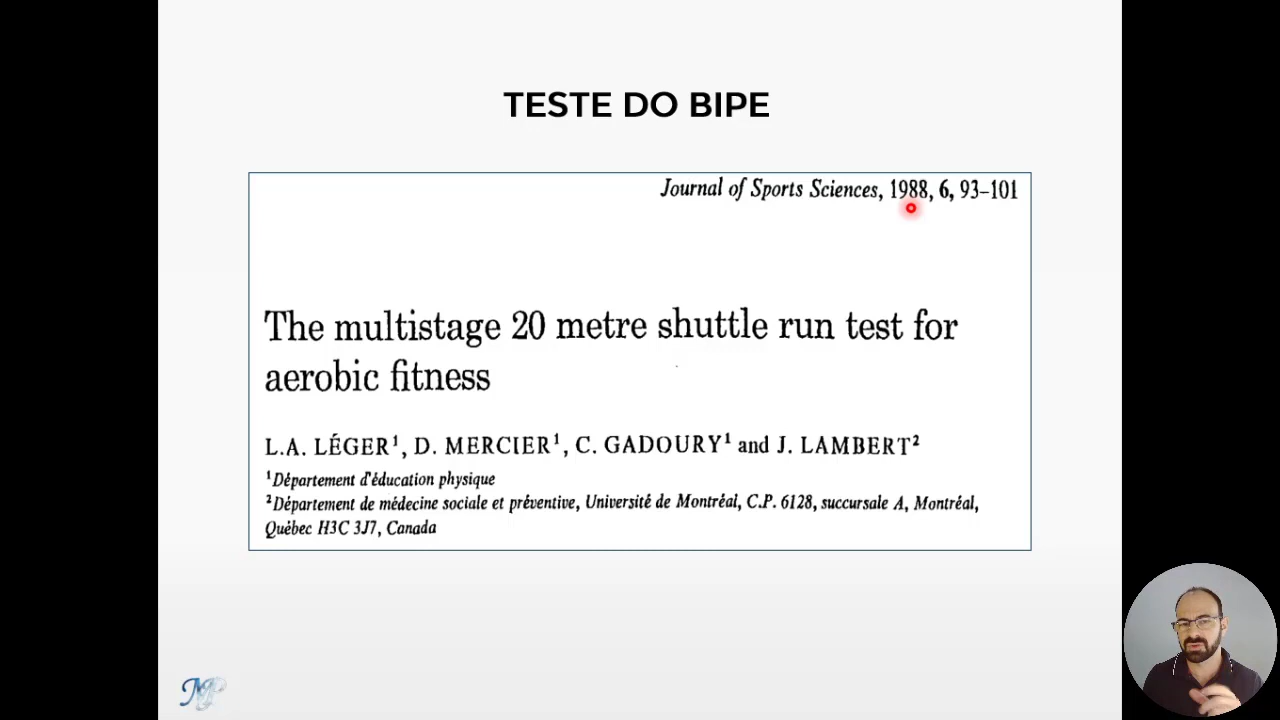 TESTE DO BIPE
Journal of Sports Sciences, 1988, 6, 93–101
The multistage 20 metre shuttle run test for
aerobic fitness
L.A. LÉGER¹, D. MERCIER¹, C. GADOURY¹ and J. LAMBERT²
¹Département d'éducation physique
²Département de médecine sociale et préventive, Université de Montréal, C.P. 6128, succursale A, Montréal,
Québec H3C 3J7, Canada
MP